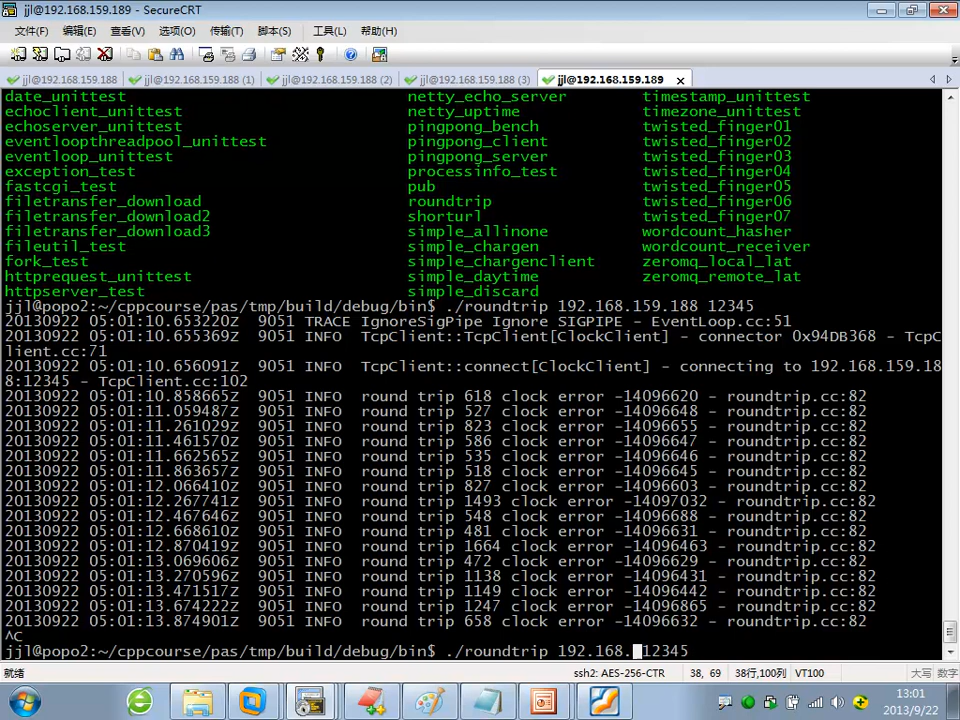 jjl@192.168.159.189 - SecureCRT
文件(F) 编辑(E) 查看(V) 选项(O) 传输(T) 脚本(S) 工具(L) 帮助(H)
jjl@192.168.159.188 jjl@192.168.159.188 (1) jjl@192.168.159.188 (2) jjl@192.168.159.188 (3) jjl@192.168.159.189
date_unittest netty_echo_server timestamp_unittest
echoclient_unittest netty_uptime timezone_unittest
echoserver_unittest pingpong_bench twisted_finger01
eventloopthreadpool_unittest pingpong_client twisted_finger02
eventloop_unittest pingpong_server twisted_finger03
exception_test processinfo_test twisted_finger04
fastcgi_test pub twisted_finger05
filetransfer_download roundtrip twisted_finger06
filetransfer_download2 shorturl twisted_finger07
filetransfer_download3 simple_allinone wordcount_hasher
fileutil_test simple_chargen wordcount_receiver
fork_test simple_chargenclient zeromq_local_lat
httprequest_unittest simple_daytime zeromq_remote_lat
httpserver_test simple_discard
jjl@popo2:~/cppcourse/pas/tmp/build/debug/bin$ ./roundtrip 192.168.159.188 12345
20130922 05:01:10.653220Z 9051 TRACE IgnoreSigPipe Ignore SIGPIPE - EventLoop.cc:51
20130922 05:01:10.655369Z 9051 INFO TcpClient::TcpClient[ClockClient] - connector 0x94DB368 - TcpC
lient.cc:71
20130922 05:01:10.656091Z 9051 INFO TcpClient::connect[ClockClient] - connecting to 192.168.159.18
8:12345 - TcpClient.cc:102
20130922 05:01:10.858665Z 9051 INFO round trip 618 clock error -14096620 - roundtrip.cc:82
20130922 05:01:11.059487Z 9051 INFO round trip 527 clock error -14096648 - roundtrip.cc:82
20130922 05:01:11.261029Z 9051 INFO round trip 823 clock error -14096655 - roundtrip.cc:82
20130922 05:01:11.461570Z 9051 INFO round trip 586 clock error -14096647 - roundtrip.cc:82
20130922 05:01:11.662565Z 9051 INFO round trip 535 clock error -14096646 - roundtrip.cc:82
20130922 05:01:11.863657Z 9051 INFO round trip 518 clock error -14096645 - roundtrip.cc:82
20130922 05:01:12.066410Z 9051 INFO round trip 827 clock error -14096603 - roundtrip.cc:82
20130922 05:01:12.267741Z 9051 INFO round trip 1493 clock error -14097032 - roundtrip.cc:82
20130922 05:01:12.467646Z 9051 INFO round trip 548 clock error -14096688 - roundtrip.cc:82
20130922 05:01:12.668610Z 9051 INFO round trip 481 clock error -14096631 - roundtrip.cc:82
20130922 05:01:12.870419Z 9051 INFO round trip 1664 clock error -14096463 - roundtrip.cc:82
20130922 05:01:13.069606Z 9051 INFO round trip 472 clock error -14096629 - roundtrip.cc:82
20130922 05:01:13.270596Z 9051 INFO round trip 1138 clock error -14096431 - roundtrip.cc:82
20130922 05:01:13.471517Z 9051 INFO round trip 1149 clock error -14096442 - roundtrip.cc:82
20130922 05:01:13.674222Z 9051 INFO round trip 1247 clock error -14096865 - roundtrip.cc:82
20130922 05:01:13.874901Z 9051 INFO round trip 658 clock error -14096632 - roundtrip.cc:82
^C
jjl@popo2:~/cppcourse/pas/tmp/build/debug/bin$ ./roundtrip 192.168. 12345
就绪 ssh2: AES-256-CTR 38, 69 38行,100列 VT100 大写 数字
13:01
2013/9/22